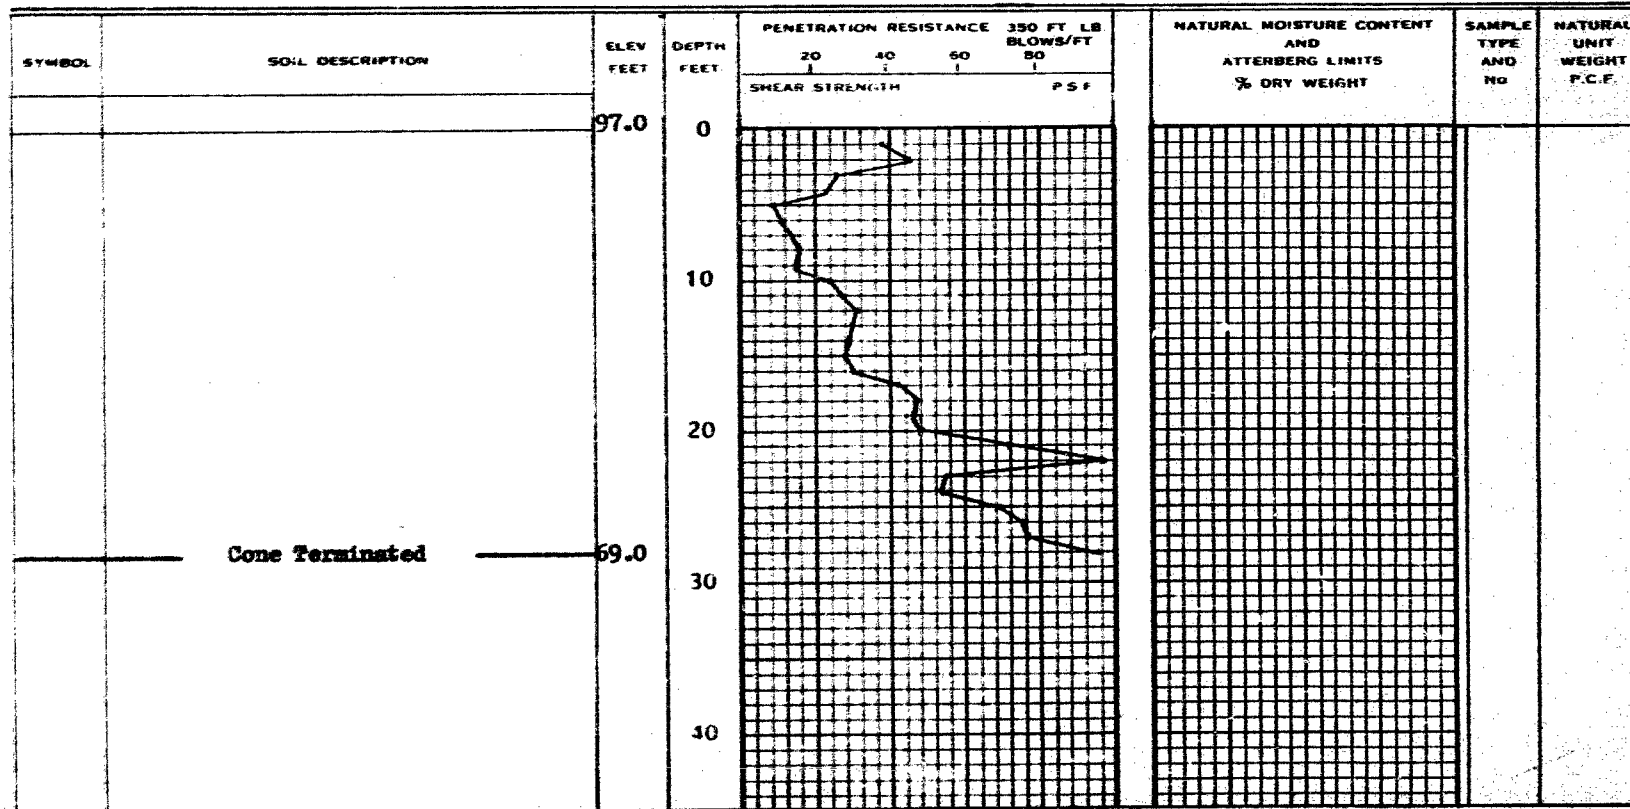 SYMBOL
SOIL DESCRIPTION
ELEV
FEET
DEPTH
FEET
PENETRATION RESISTANCE 350 FT LB
BLOWS/FT
20 40 60 80
SHEAR STRENGTH P S F
NATURAL MOISTURE CONTENT
AND
ATTERBERG LIMITS
% DRY WEIGHT
SAMPLE
TYPE
AND
NO
NATURAL
UNIT
WEIGHT
P.C.F.
97.0
0
10
20
Cone Terminated
69.0
30
40